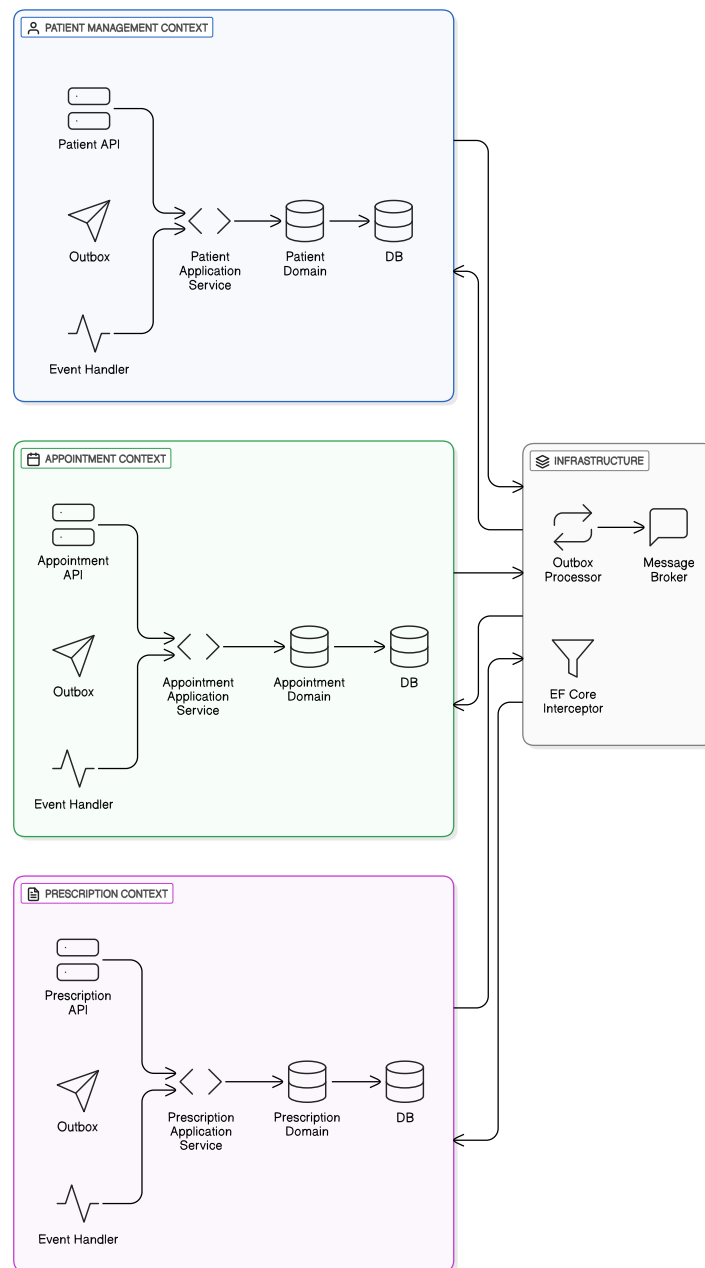 PATIENT MANAGEMENT CONTEXT
Patient API
Outbox
Patient
Application
Service
Patient
Domain
DB
Event Handler
APPOINTMENT CONTEXT
Appointment
API
Outbox
Appointment
Application
Service
Appointment
Domain
DB
Event Handler
INFRASTRUCTURE
Outbox
Processor
Message
Broker
EF Core
Interceptor
PRESCRIPTION CONTEXT
Prescription
API
Outbox
Prescription
Application
Service
Prescription
Domain
DB
Event Handler